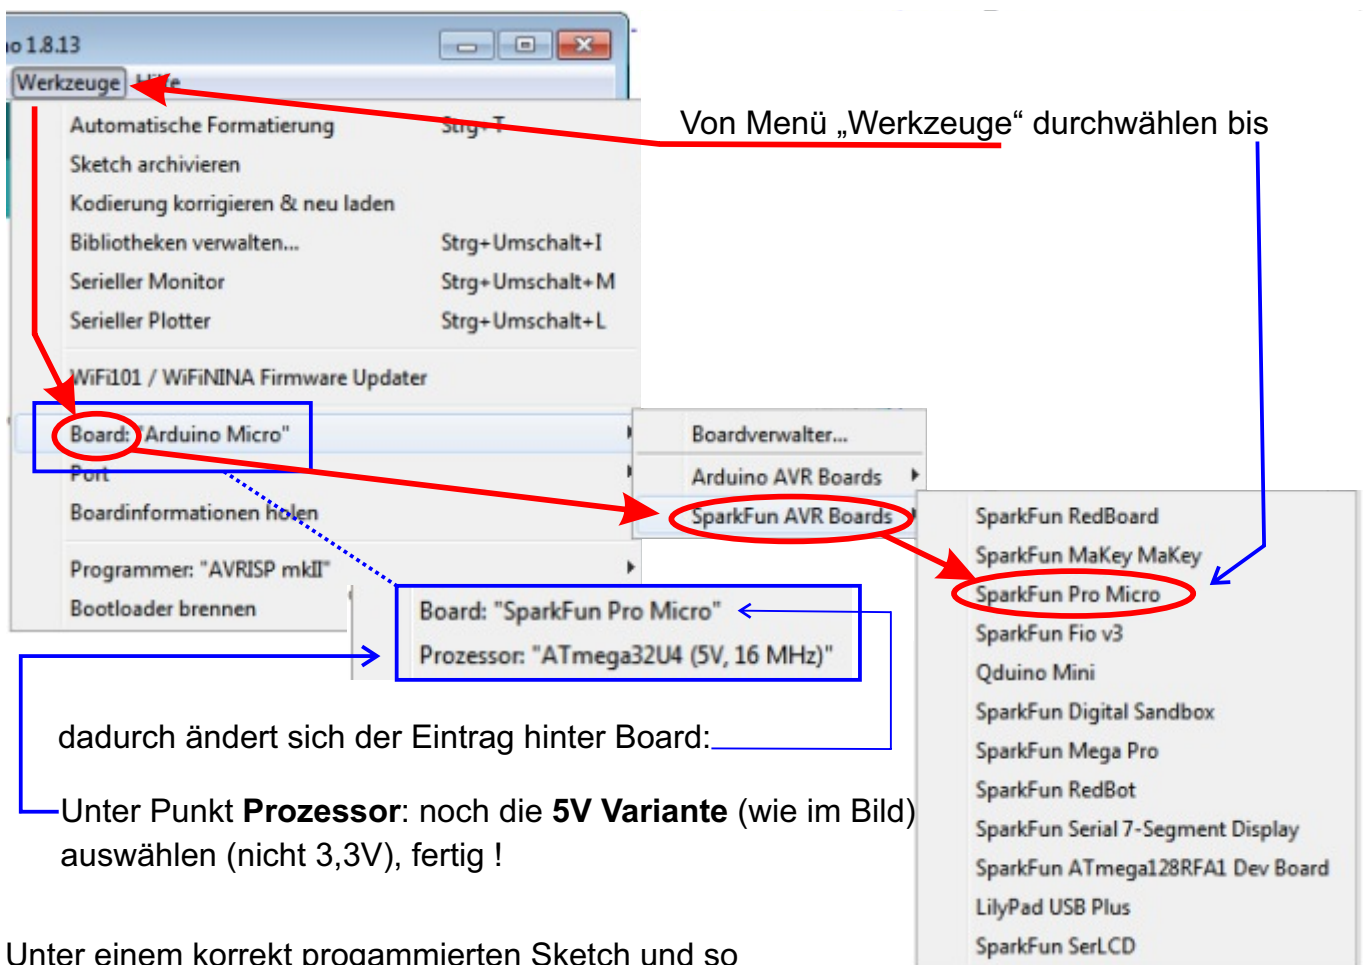 no 1.8.13
Werkzeuge Hilfe
Von Menü „Werkzeuge“ durchwählen bis
Automatische Formatierung Strg+T
Sketch archivieren
Kodierung korrigieren & neu laden
Bibliotheken verwalten... Strg+Umschalt+I
Serieller Monitor Strg+Umschalt+M
Serieller Plotter Strg+Umschalt+L
WiFi101 / WiFiNINA Firmware Updater
Board: "Arduino Micro"
Port
Boardinformationen holen
Programmer: "AVRISP mkII"
Bootloader brennen
Boardverwalter...
Arduino AVR Boards
SparkFun AVR Boards
SparkFun RedBoard
SparkFun MaKey MaKey
SparkFun Pro Micro
SparkFun Fio v3
Qduino Mini
SparkFun Digital Sandbox
SparkFun Mega Pro
SparkFun RedBot
SparkFun Serial 7-Segment Display
SparkFun ATmega128RFA1 Dev Board
LilyPad USB Plus
SparkFun SerLCD
Board: "SparkFun Pro Micro"
Prozessor: "ATmega32U4 (5V, 16 MHz)"
dadurch ändert sich der Eintrag hinter Board:
Unter Punkt Prozessor: noch die 5V Variante (wie im Bild)
auswählen (nicht 3,3V), fertig !
Unter einem korrekt progammierten Sketch und so